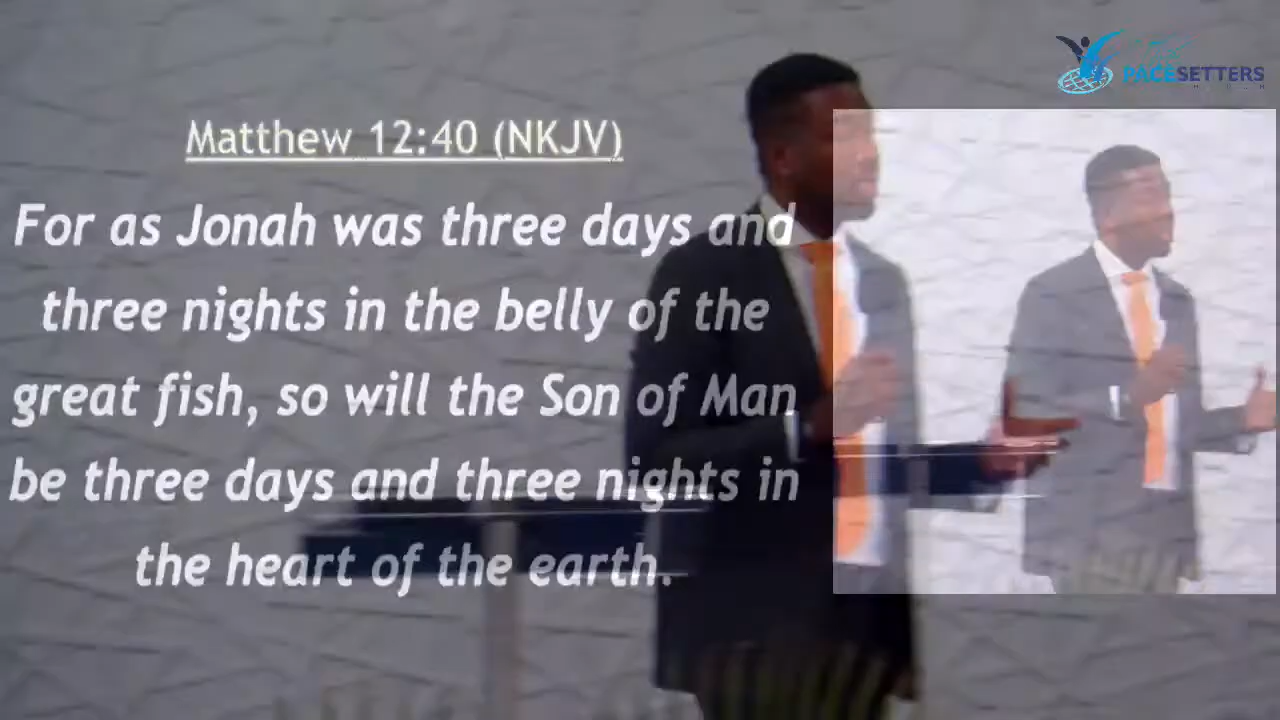 PACESETTERS
Matthew 12:40 (NKJV)
For as Jonah was three days and
three nights in the belly of the
great fish, so will the Son of Man
be three days and three nights in
the heart of the earth.